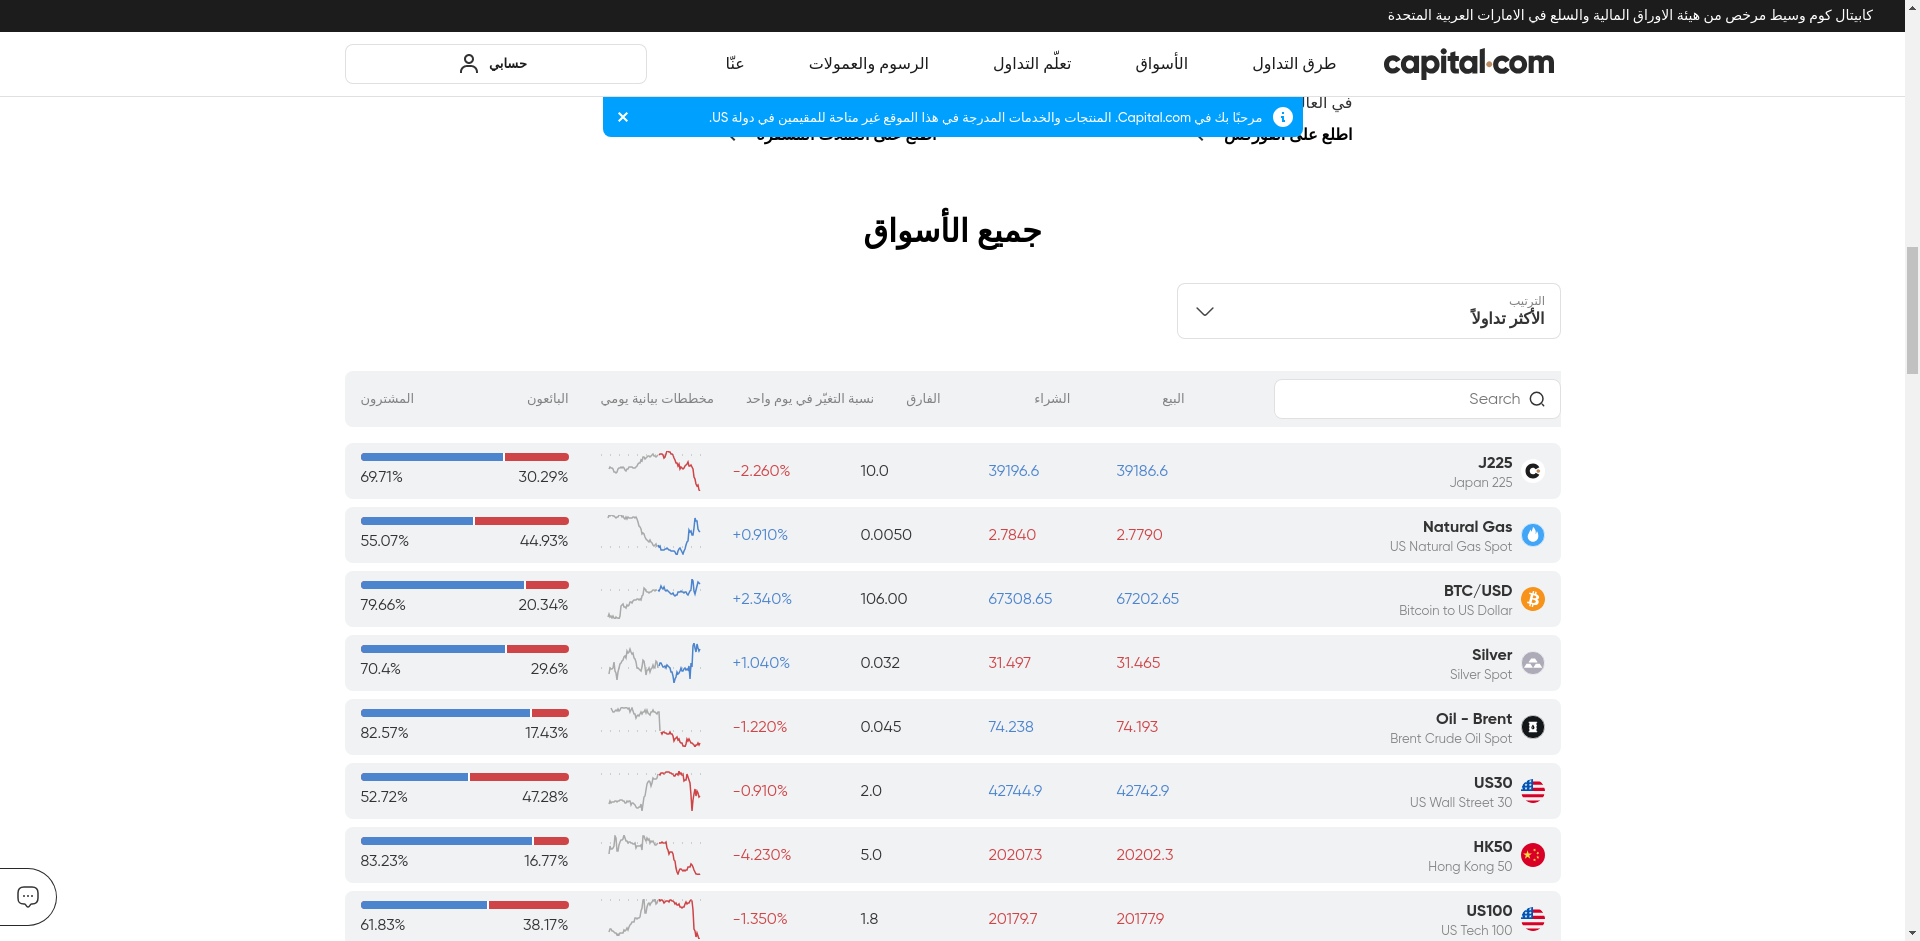 كابيتال كوم وسيط مرخص من هيئة الاوراق المالية والسلع في الامارات العربية المتحدة
capital.com
طرق التداول
الأسواق
تعلّم التداول
الرسوم والعمولات
عنّا
حسابي
مرحبًا بك في Capital.com. المنتجات والخدمات المدرجة في هذا الموقع غير متاحة للمقيمين في دولة US.
في
اطلع على الفوركس
اطلع على العملات المشفرة
جميع الأسواق
الترتيب
الأكثر تداولاً
Search
البيع
الشراء
الفارق
نسبة التغيّر في يوم واحد
مخططات بيانية يومي
البائعون
المشترون
J225
Japan 225
39186.6
39196.6
10.0
-2.260%
30.29%
69.71%
Natural Gas
US Natural Gas Spot
2.7790
2.7840
0.0050
+0.910%
44.93%
55.07%
BTC/USD
Bitcoin to US Dollar
67202.65
67308.65
106.00
+2.340%
20.34%
79.66%
Silver
Silver Spot
31.465
31.497
0.032
+1.040%
29.6%
70.4%
Oil - Brent
Brent Crude Oil Spot
74.193
74.238
0.045
-1.220%
17.43%
82.57%
US30
US Wall Street 30
42742.9
42744.9
2.0
-0.910%
47.28%
52.72%
HK50
Hong Kong 50
20202.3
20207.3
5.0
-4.230%
16.77%
83.23%
US100
US Tech 100
20177.9
20179.7
1.8
-1.350%
38.17%
61.83%